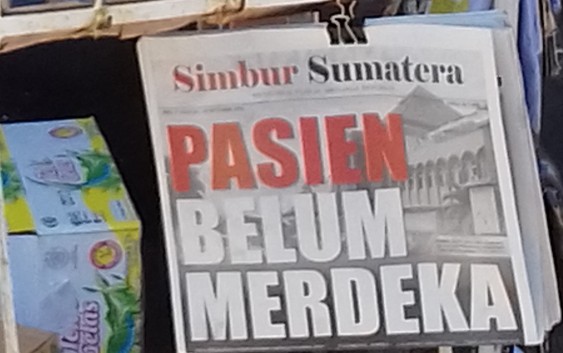 Simbur Sumatera
PASIEN
BELUM
MERDEKA